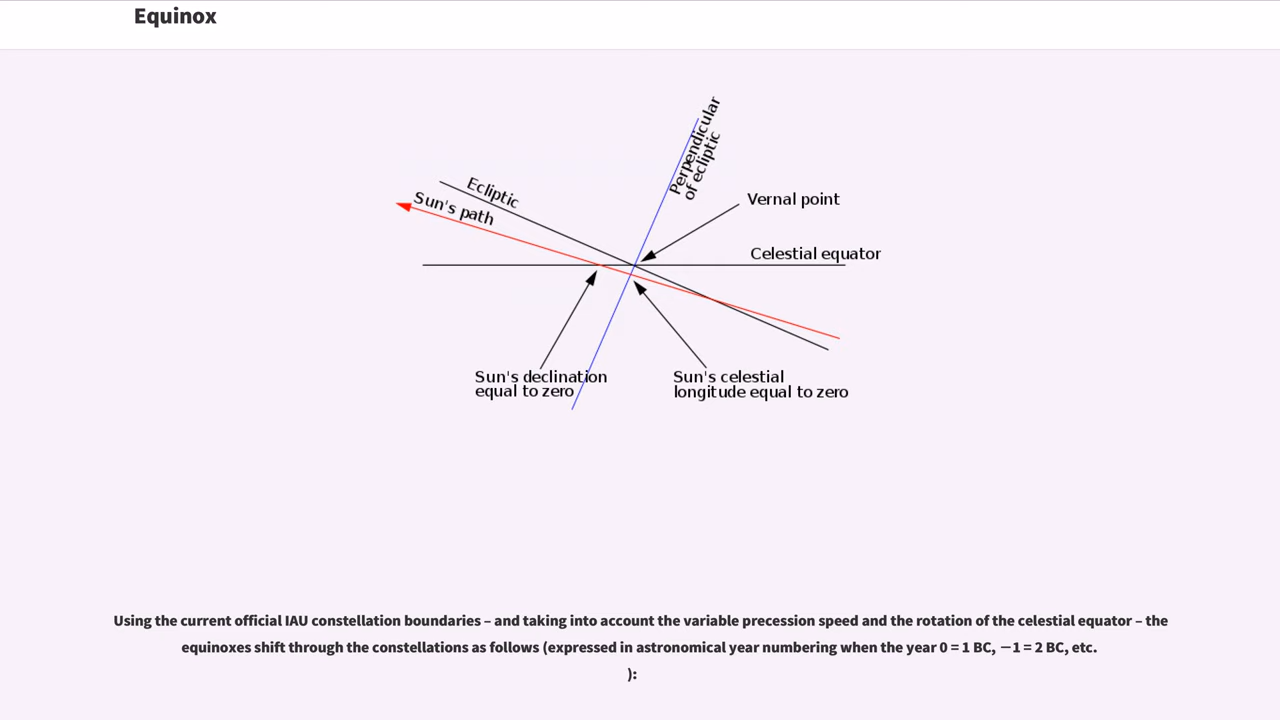 Equinox
Perpendicular
of ecliptic
Ecliptic
Sun's path
Vernal point
Celestial equator
Sun's declination
equal to zero
Sun's celestial
longitude equal to zero
Using the current official IAU constellation boundaries – and taking into account the variable precession speed and the rotation of the celestial equator – the
equinoxes shift through the constellations as follows (expressed in astronomical year numbering when the year 0 = 1 BC, −1 = 2 BC, etc.
):